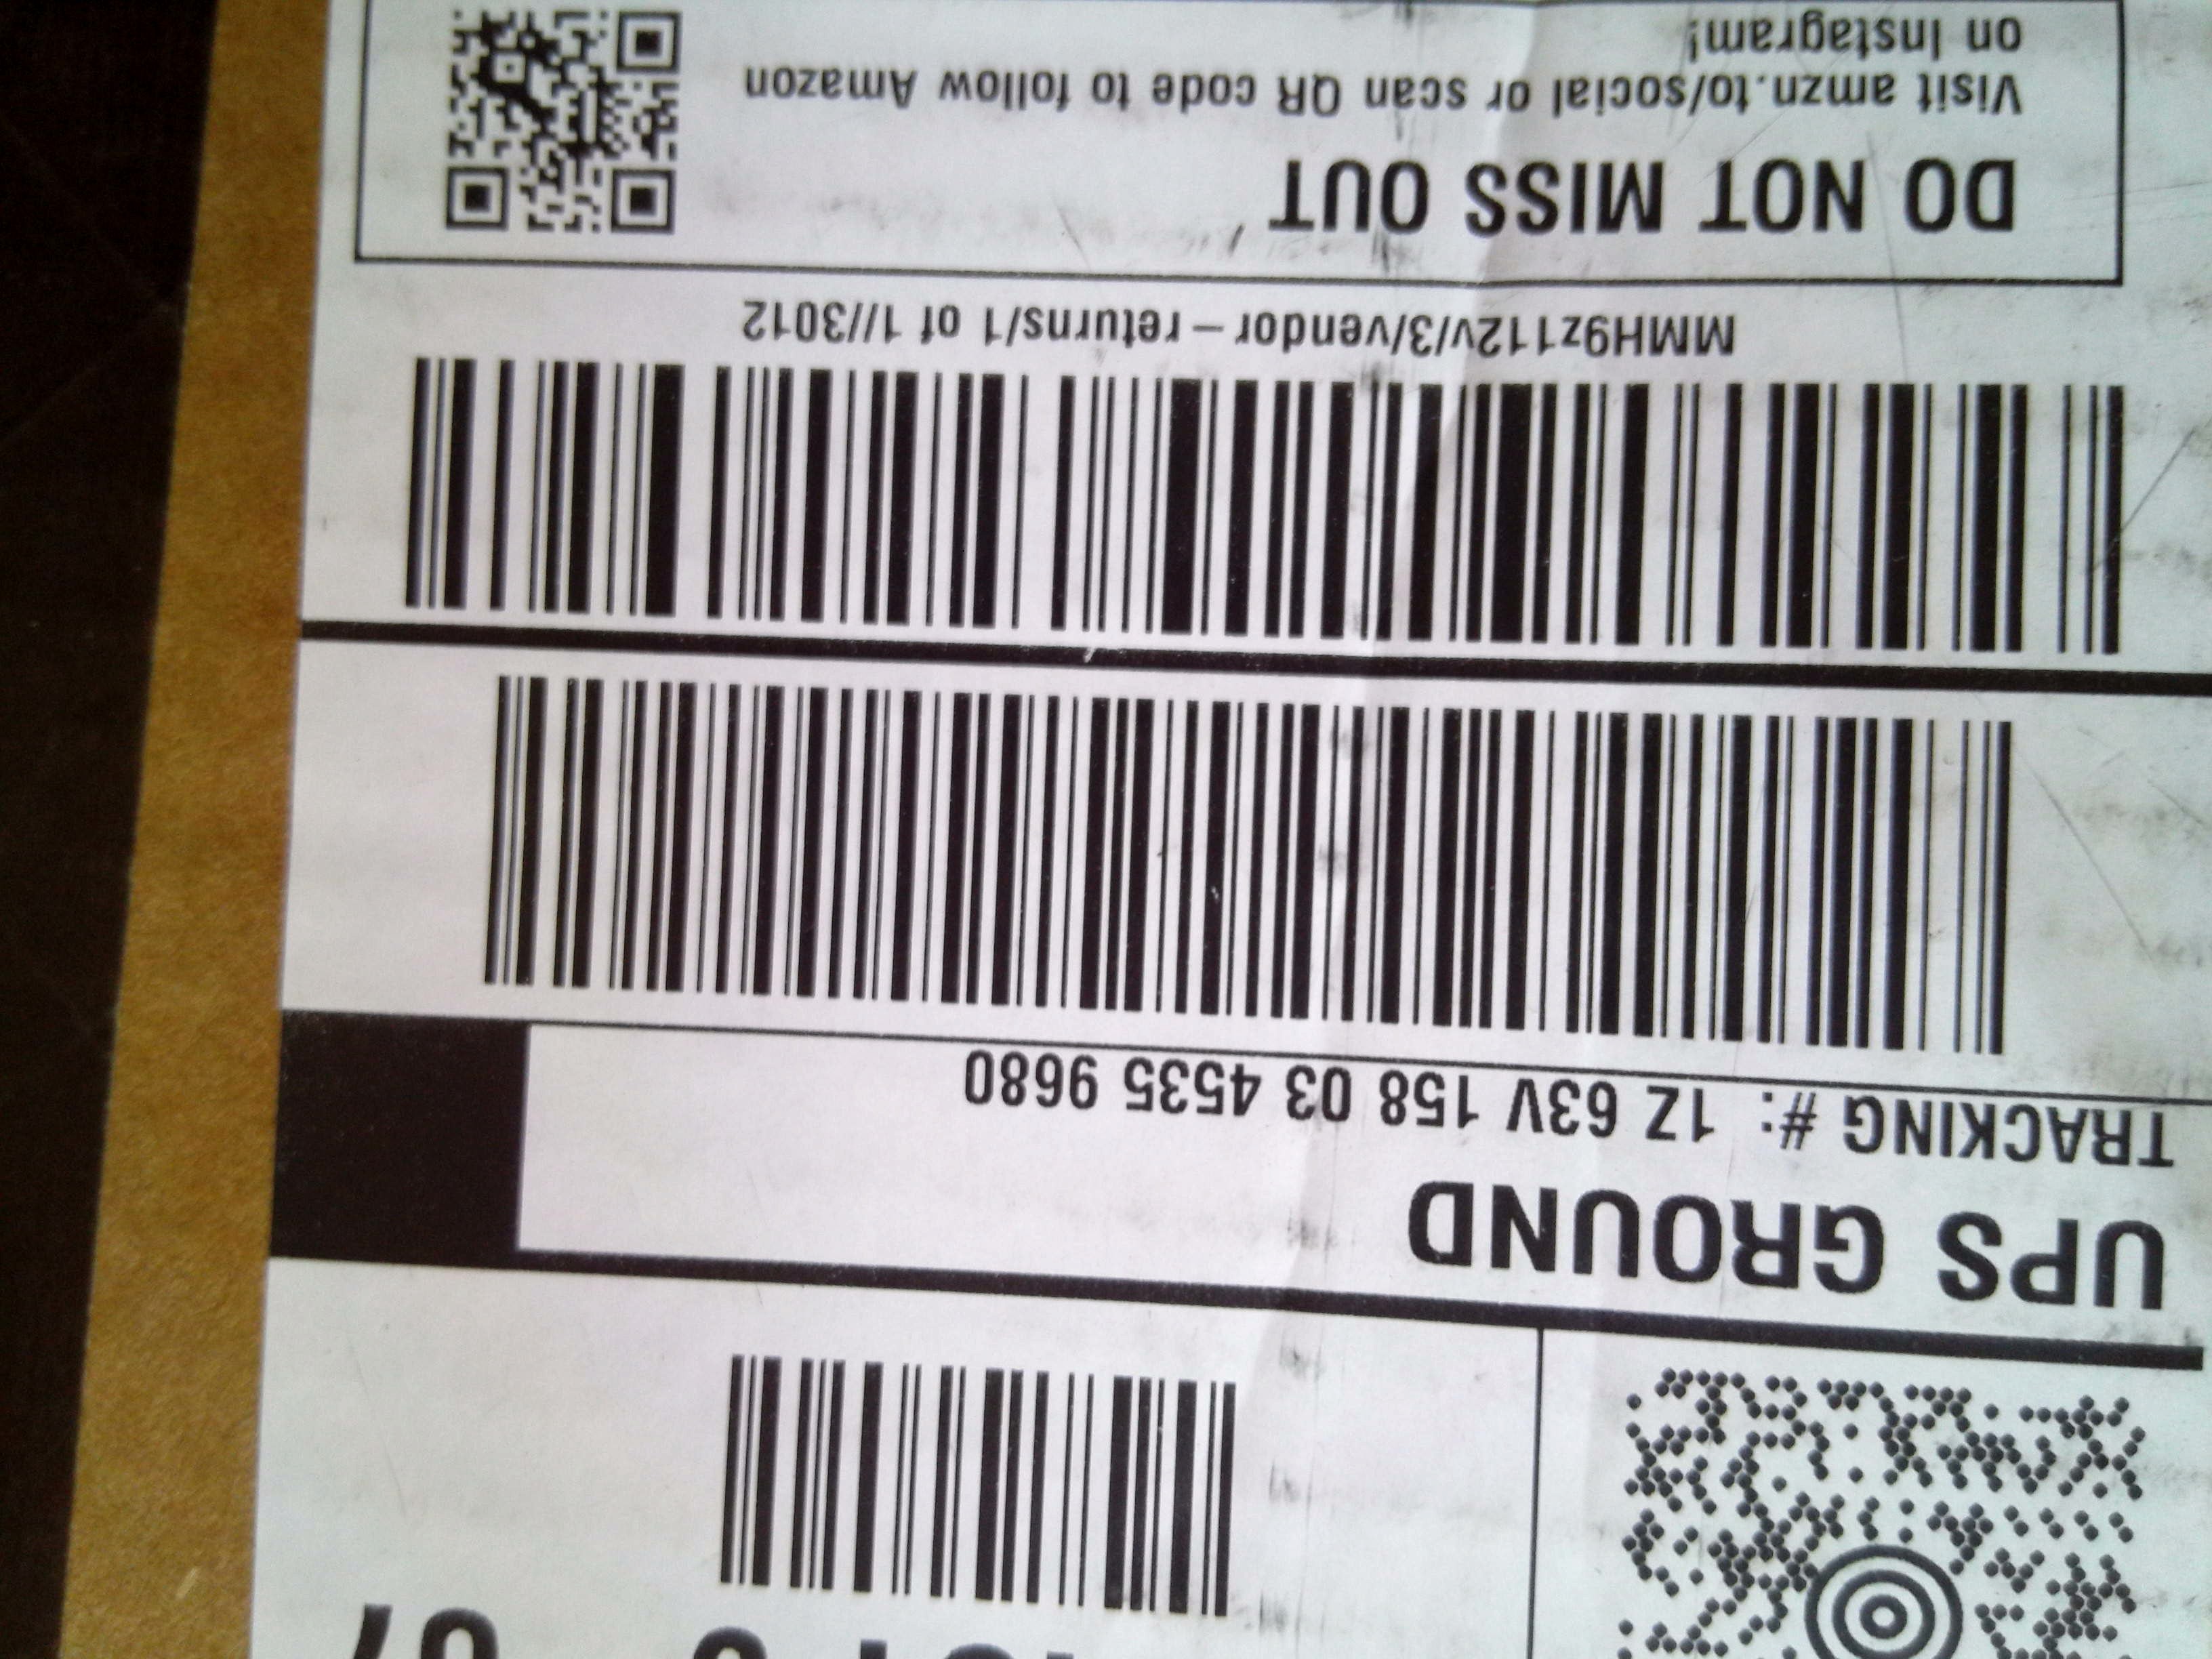 UPS GROUND
TRACKING #: 1Z 63V 158 03 4535 9680
MMH9z112v/3/vendor-returns/1 of 1//3012
DO NOT MISS OUT
Visit amzn.to/social or scan QR code to follow Amazon
on Instagram!